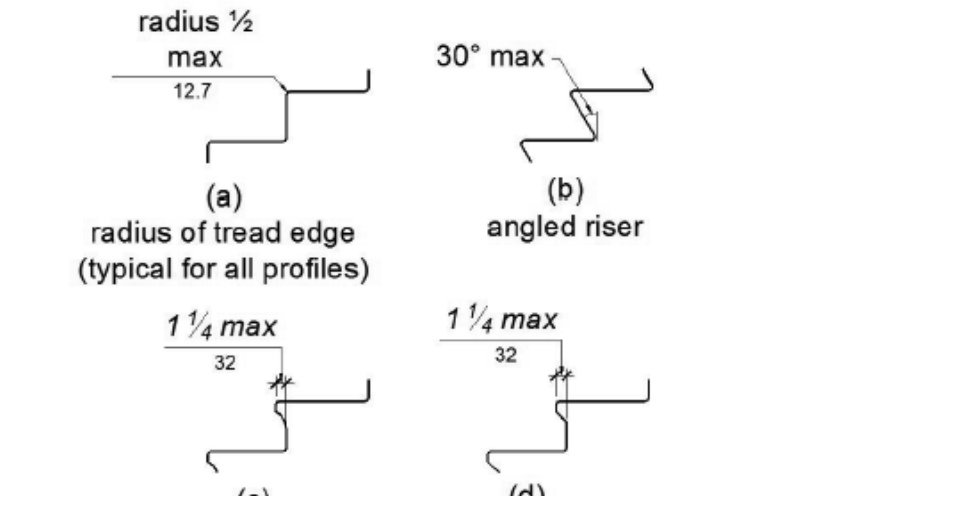 radius ½
max
12.7
30° max
(a)
radius of tread edge
(typical for all profiles)
(b)
angled riser
1 ¼ max
32
1 ¼ max
32
(d)